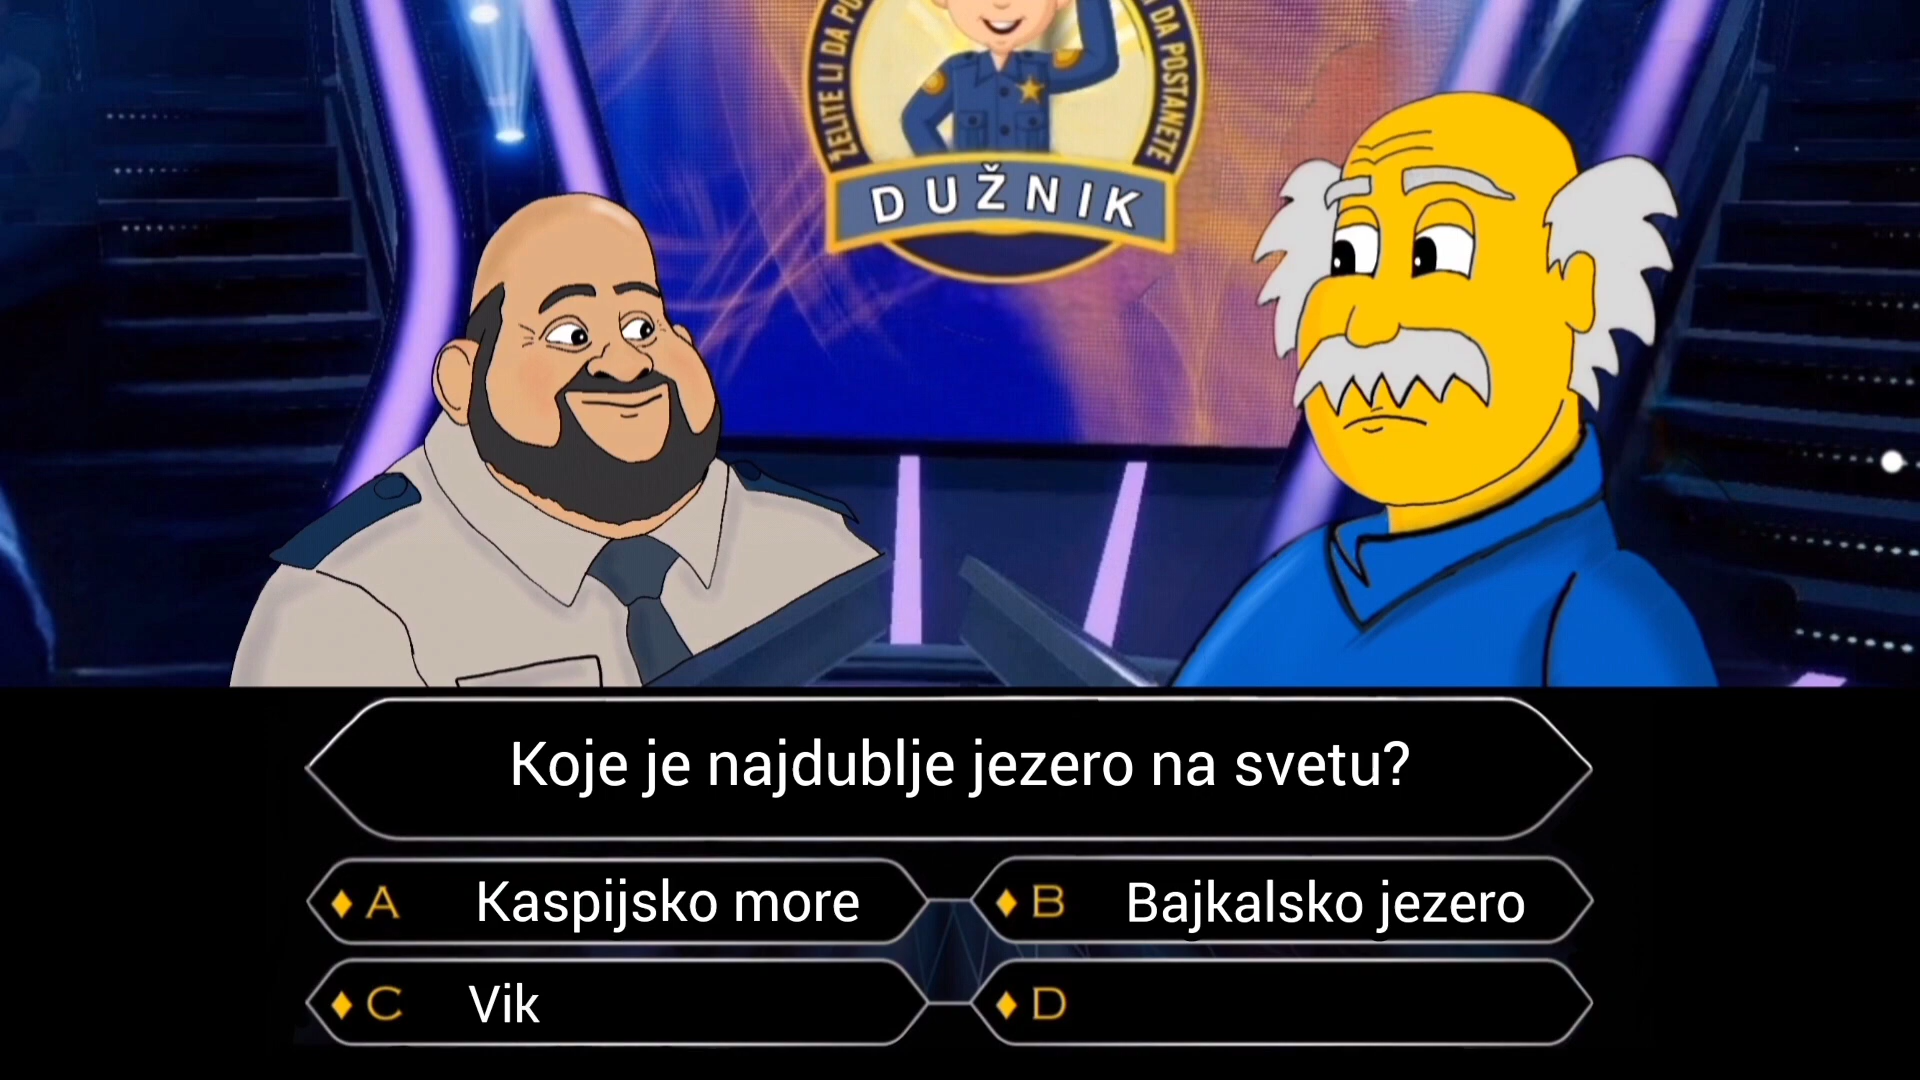 ŽELITE LI DA PO
DA POSTANETE
DUŽNIK
Koje je najdublje jezero na svetu?
A Kaspijsko more
B Bajkalsko jezero
C Vik
D